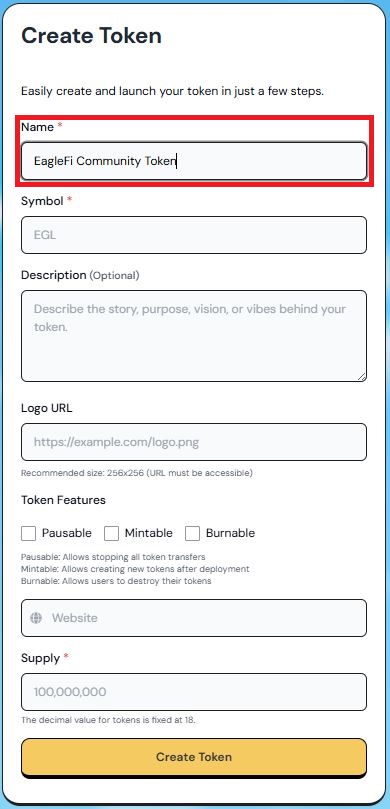 Create Token
Easily create and launch your token in just a few steps.
Name *
EagleFi Community Token
Symbol *
EGL
Description (Optional)
Describe the story, purpose, vision, or vibes behind your
token.
Logo URL
https://example.com/logo.png
Recommended size: 256x256 (URL must be accessible)
Token Features
Pausable Mintable Burnable
Pausable: Allows stopping all token transfers
Mintable: Allows creating new tokens after deployment
Burnable: Allows users to destroy their tokens
Website
Supply *
100,000,000
The decimal value for tokens is fixed at 18.
Create Token